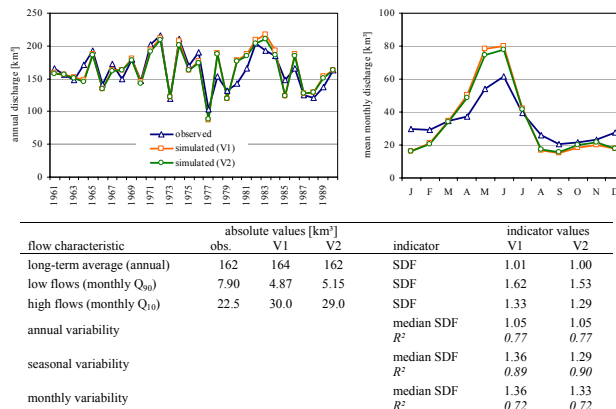 annual discharge [km³]
250
200
150
100
50
0
1961
1963
1965
1967
1969
1971
1973
1975
1977
1979
1981
1983
1985
1987
1989
observed
simulated (V1)
simulated (V2)
mean monthly discharge [km³]
100
80
60
40
20
0
J F M A M J J A S O N D
absolute values [km³] indicator values
flow characteristic obs. V1 V2 indicator V1 V2
long-term average (annual) 162 164 162 SDF 1.01 1.00
low flows (monthly Q90) 7.90 4.87 5.15 SDF 1.62 1.53
high flows (monthly Q10) 22.5 30.0 29.0 SDF 1.33 1.29
annual variability median SDF 1.05 1.05
R² 0.77 0.77
seasonal variability median SDF 1.36 1.29
R² 0.89 0.90
monthly variability median SDF 1.36 1.33
R² 0.72 0.72